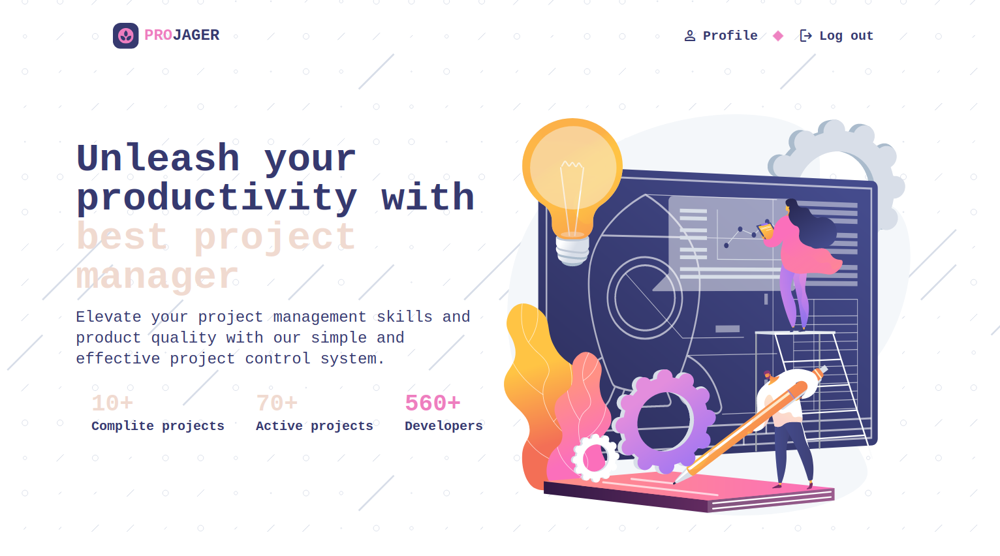 PROJAGER
Profile
Log out
Unleash your
productivity with
best project
manager
Elevate your project management skills and
product quality with our simple and
effective project control system.
10+
70+
560+
Complite projects
Active projects
Developers